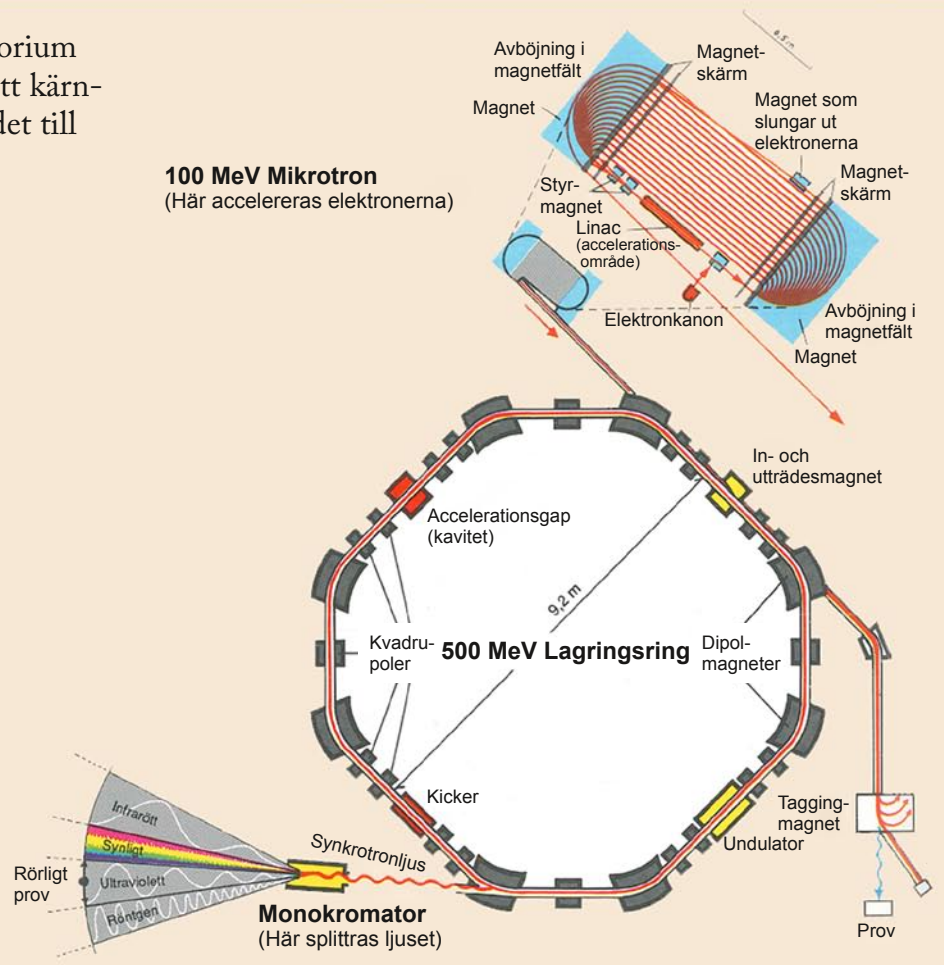 orium
tt kärn-
det till
0,5 m
Avböjning i
magnetfält
Magnet-
skärm
Magnet
Magnet som
slungar ut
elektronerna
100 MeV Mikrotron
(Här accelereras elektronerna)
Magnet-
skärm
Styr-
magnet
Linac
(accelerations-
område)
Elektronkanon
Avböjning i
magnetfält
Magnet
In- och
utträdesmagnet
Accelerationsgap
(kavitet)
9,2 m
Kvadru-
poler
500 MeV Lagringsring
Dipol-
magneter
Kicker
Tagging-
magnet
Undulator
Infrarött
Synligt
Ultraviolett
Röntgen
Rörligt
prov
Synkrotronljus
Monokromator
(Här splittras ljuset)
Prov